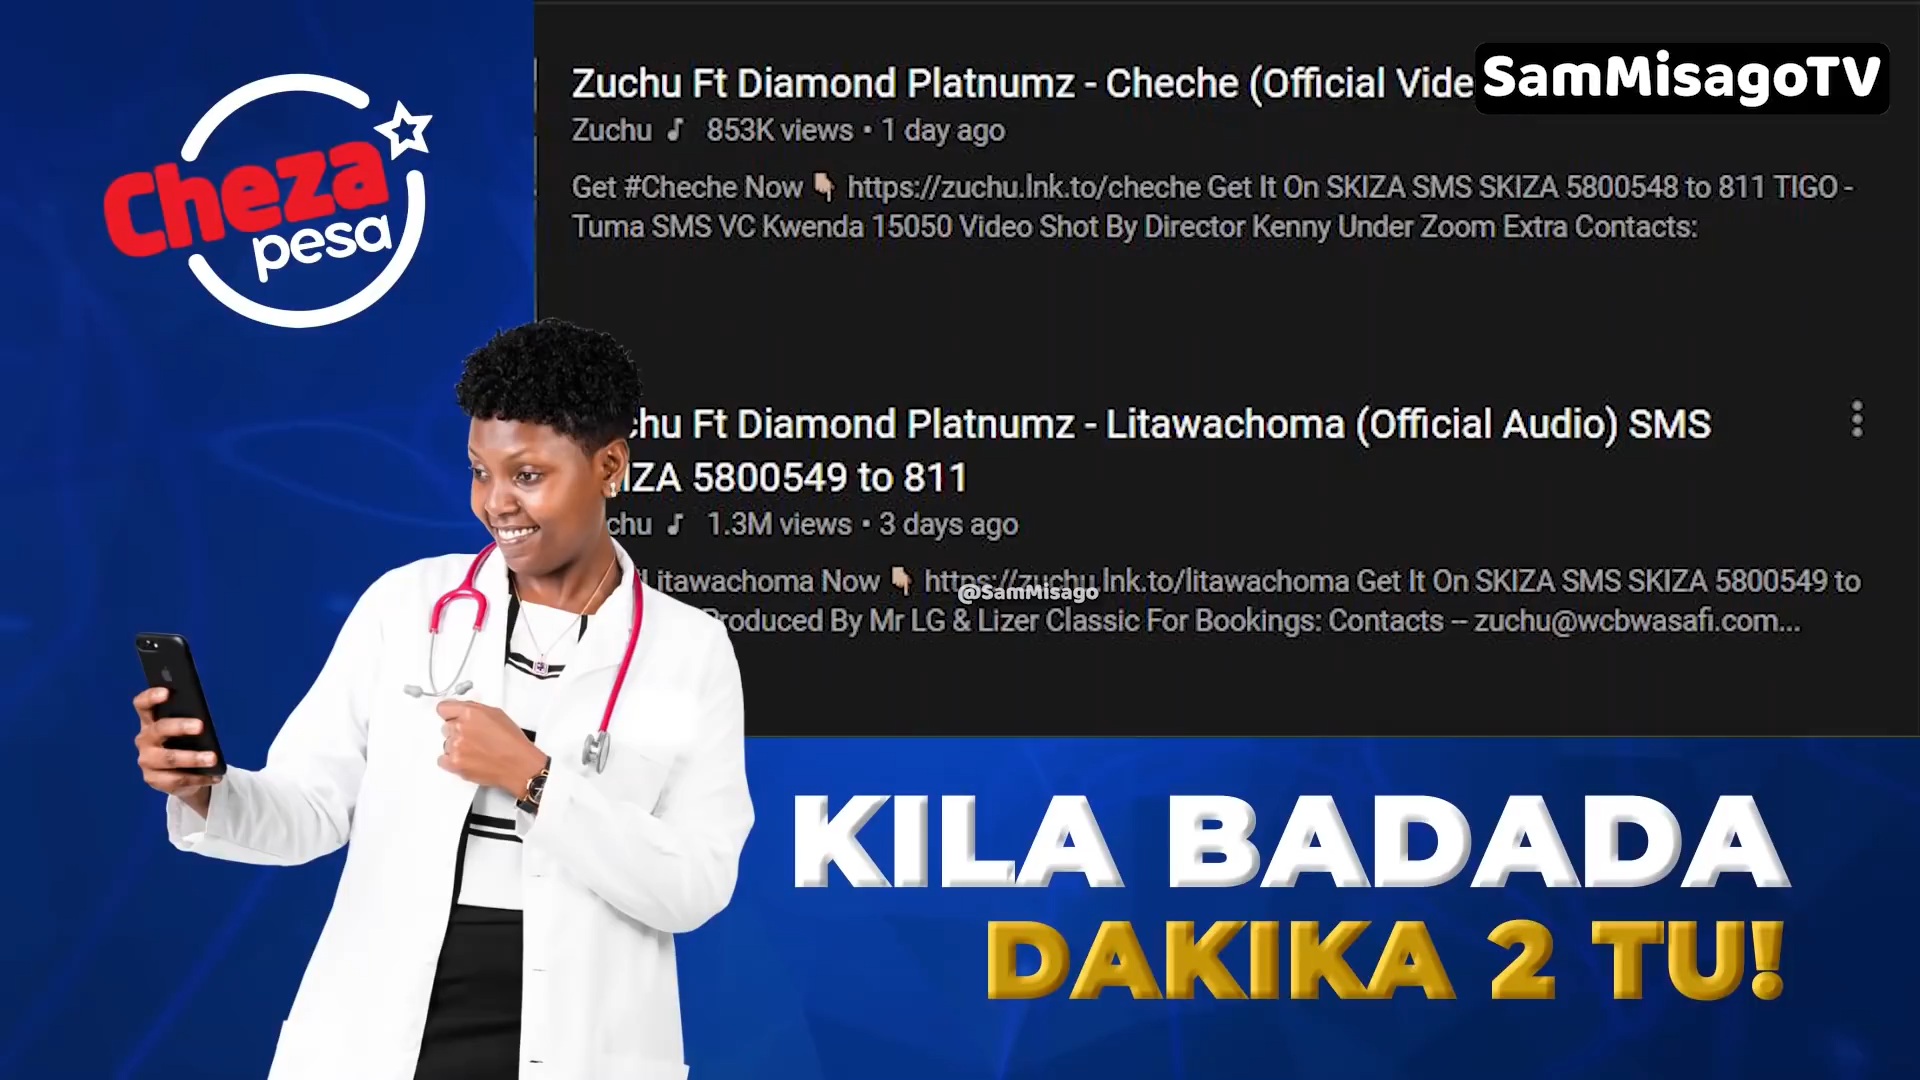 Cheza
pesa
SamMisagoTV
Zuchu Ft Diamond Platnumz - Cheche (Official Vide
Zuchu 853K views • 1 day ago
Get #Cheche Now 👇🏼 https://zuchu.lnk.to/cheche Get It On SKIZA SMS SKIZA 5800548 to 811 TIGO -
Tuma SMS VC Kwenda 15050 Video Shot By Director Kenny Under Zoom Extra Contacts:
chu Ft Diamond Platnumz - Litawachoma (Official Audio) SMS
IZA 5800549 to 811
chu 1.3M views • 3 days ago
Litawachoma Now 👇🏼 https://zuchu.lnk.to/litawachoma Get It On SKIZA SMS SKIZA 5800549 to
@SamMisago
roduced By Mr LG & Lizer Classic For Bookings: Contacts – zuchu@wcbwasafi.com...
KILA BADADA
DAKIKA 2 TU!